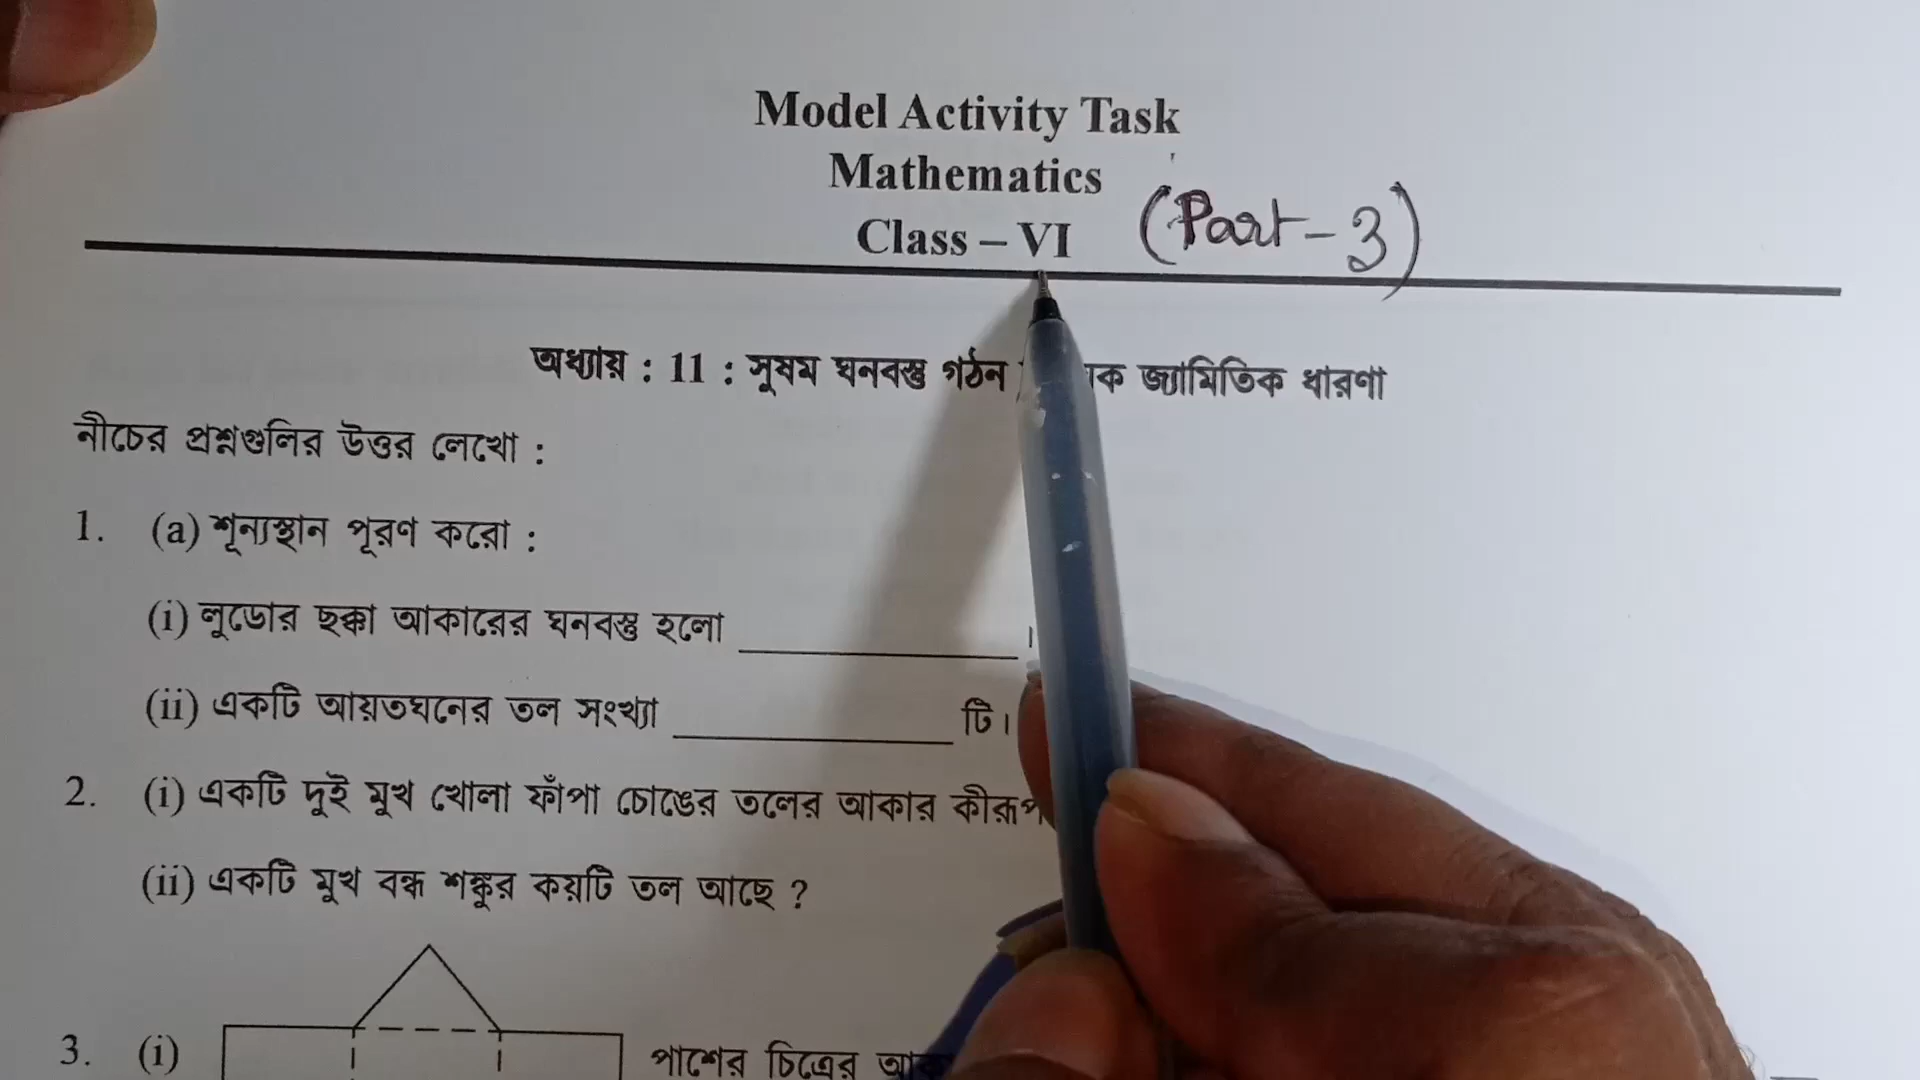 Model Activity Task
Mathematics
Class – VI (Part-3)
অধ্যায় : 11 : সুষম ঘনবস্তু গঠন জ্যামিতিক ধারণা
নীচের প্রশ্নগুলির উত্তর লেখো :
1. (a) শূন্যস্থান পূরণ করো :
(i) লুডোর ছক্কা আকারের ঘনবস্তু হলো ____________ ।
(ii) একটি আয়তঘনের তল সংখ্যা ____________ টি।
2. (i) একটি দুই মুখ খোলা ফাঁপা চোঙের তলের আকার
(ii) একটি মুখ বন্ধ শঙ্কুর কয়টি তল আছে ?
3. (i) পাশের চিত্রের